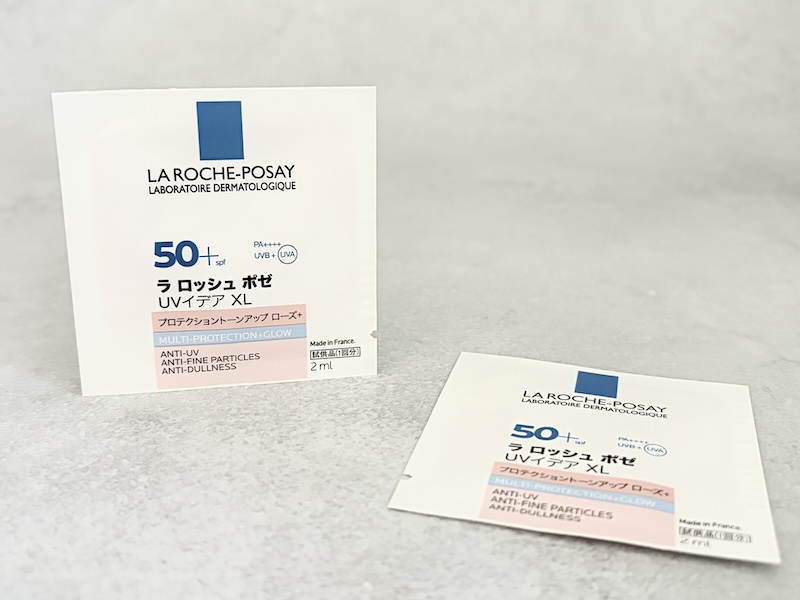 LA ROCHE-POSAY
LABORATOIRE DERMATOLOGIQUE
50+ spf
PA++++
UVB + UVA
ラ ロッシュ ポゼ
UVイデア XL
プロテクショントーンアップ ローズ+
MULTI-PROTECTION+GLOW
ANTI-UV
ANTI-FINE PARTICLES
ANTI-DULLNESS
Made in France.
試供品(1回分)
2 ml
LA ROCHE-POSAY
LABORATOIRE DERMATOLOGIQUE
50+ spf
PA++++
UVB + UVA
ラ ロッシュ ポゼ
UVイデア XL
プロテクショントーンアップ ローズ+
MULTI-PROTECTION+GLOW
ANTI-UV
ANTI-FINE PARTICLES
ANTI-DULLNESS
Made in France.
試供品(1回分)
2 ml